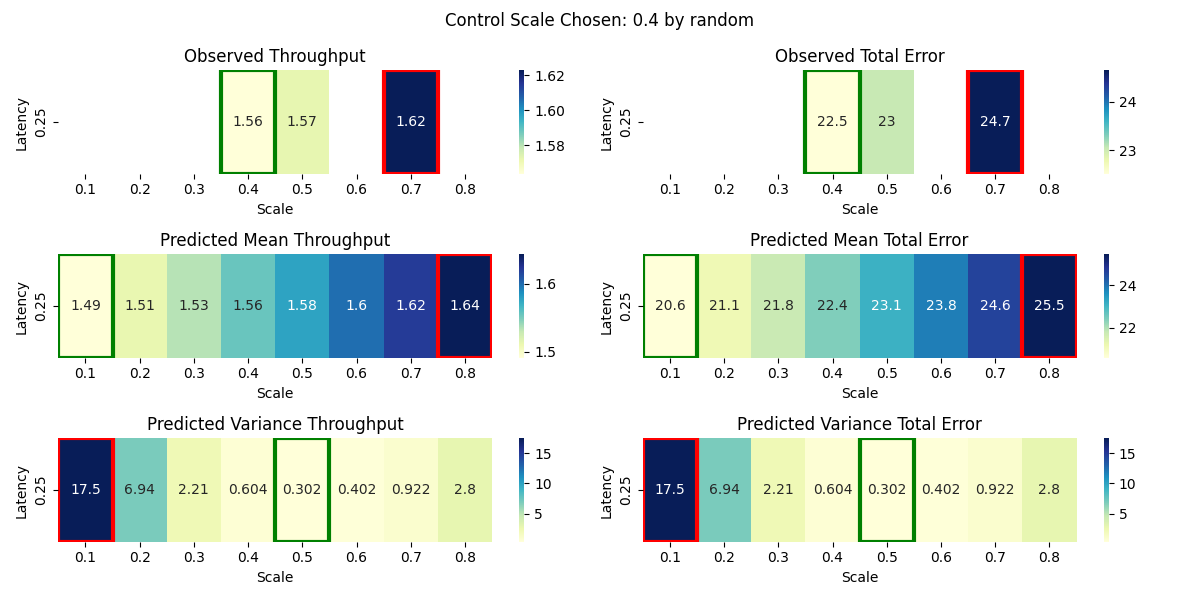 Control Scale Chosen: 0.4 by random
Observed Throughput
Latency
0.25
1.56 1.57 1.62
0.1 0.2 0.3 0.4 0.5 0.6 0.7 0.8
Scale
1.62
1.60
1.58
Observed Total Error
Latency
0.25
22.5 23 24.7
0.1 0.2 0.3 0.4 0.5 0.6 0.7 0.8
Scale
24
23
Predicted Mean Throughput
Latency
0.25
1.49 1.51 1.53 1.56 1.58 1.6 1.62 1.64
0.1 0.2 0.3 0.4 0.5 0.6 0.7 0.8
Scale
1.6
1.5
Predicted Mean Total Error
Latency
0.25
20.6 21.1 21.8 22.4 23.1 23.8 24.6 25.5
0.1 0.2 0.3 0.4 0.5 0.6 0.7 0.8
Scale
24
22
Predicted Variance Throughput
Latency
0.25
17.5 6.94 2.21 0.604 0.302 0.402 0.922 2.8
0.1 0.2 0.3 0.4 0.5 0.6 0.7 0.8
Scale
15
10
5
Predicted Variance Total Error
Latency
0.25
17.5 6.94 2.21 0.604 0.302 0.402 0.922 2.8
0.1 0.2 0.3 0.4 0.5 0.6 0.7 0.8
Scale
15
10
5